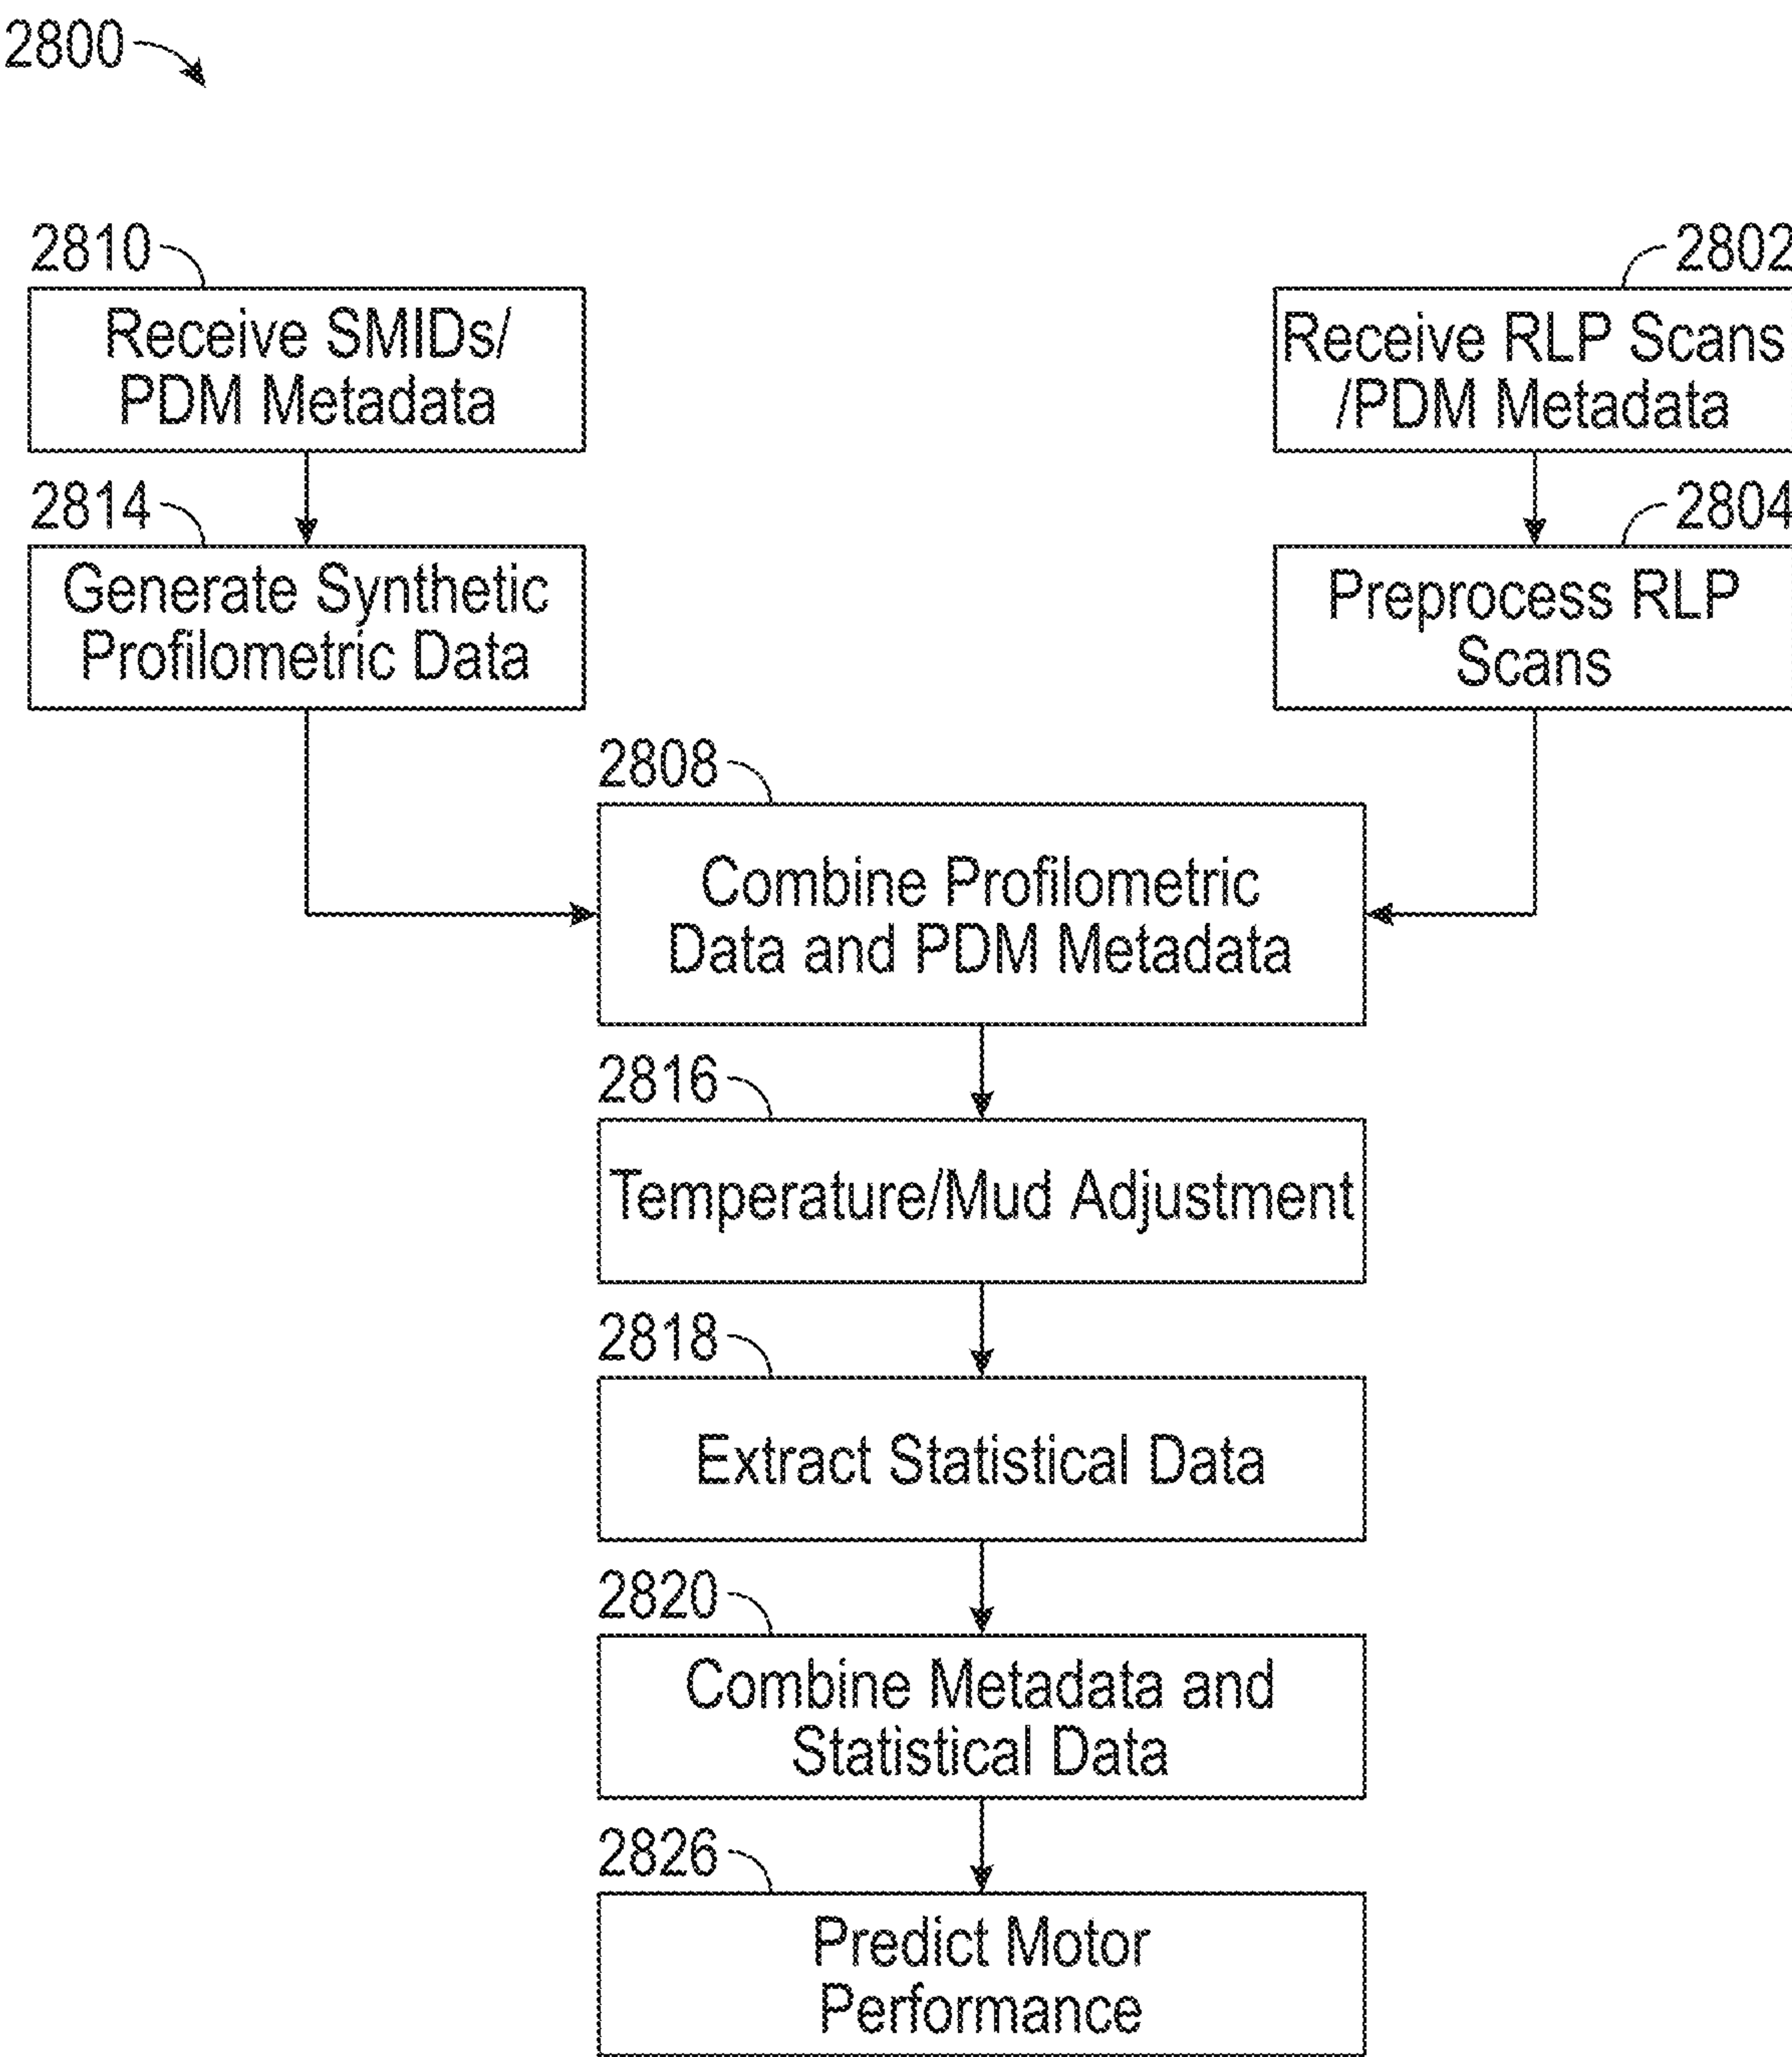 2800
2810
Receive SMIDs/
PDM Metadata
2802
Receive RLP Scans
/PDM Metadata
2814
Generate Synthetic
Profilometric Data
2804
Preprocess RLP
Scans
2808
Combine Profilometric
Data and PDM Metadata
2816
Temperature/Mud Adjustment
2818
Extract Statistical Data
2820
Combine Metadata and
Statistical Data
2826
Predict Motor
Performance